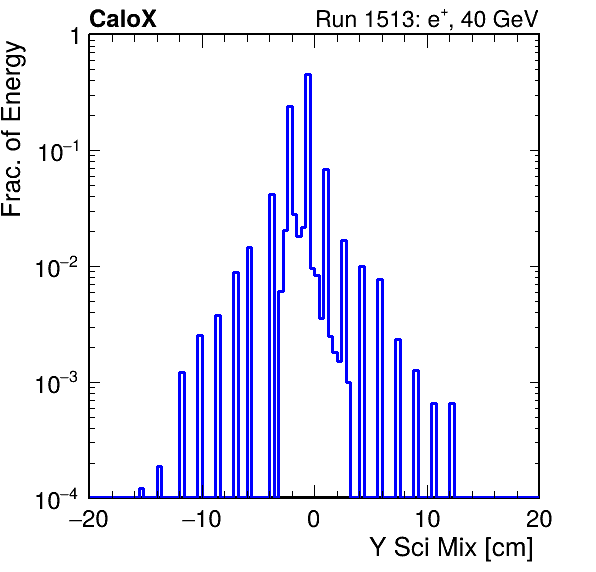 CaloX Run 1513: e⁺, 40 GeV
Frac. of Energy
1
10⁻¹
10⁻²
10⁻³
10⁻⁴
−20 −10 0 10 20
Y Sci Mix [cm]